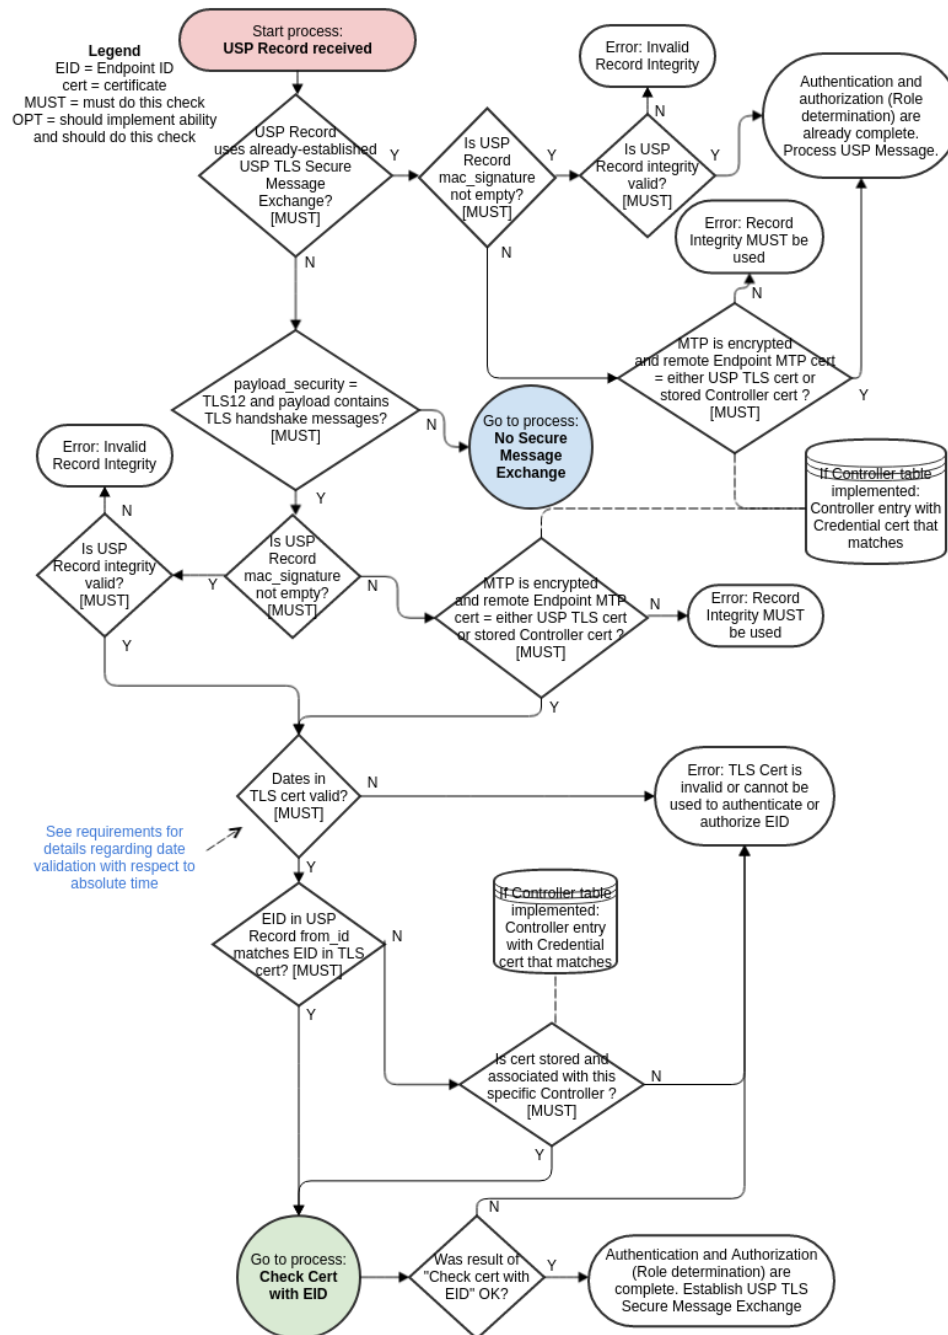 Start process:
USP Record received
Legend
EID = Endpoint ID
cert = certificate
MUST = must do this check
OPT = should implement ability
and should do this check
Error: Invalid
Record Integrity
N
Authentication and
authorization (Role
determination) are
already complete.
Process USP Message.
USP Record
uses already-established
USP TLS Secure
Message
Exchange?
[MUST]
Y
Is USP
Record
mac_signature
not empty?
[MUST]
Y
Is USP
Record integrity
valid?
[MUST]
Y
N
N
Error: Record
Integrity MUST be
used
N
MTP is encrypted
and remote Endpoint MTP cert
= either USP TLS cert or
stored Controller cert ?
[MUST]
Y
payload_security =
TLS12 and payload contains
TLS handshake messages?
[MUST]
N
Y
Go to process:
No Secure
Message
Exchange
If Controller table
implemented:
Controller entry with
Credential cert that
matches
Error: Invalid
Record Integrity
N
Is USP
Record integrity
valid?
[MUST]
Y
Y
Is USP
Record
mac_signature
not empty?
[MUST]
N
MTP is encrypted
and remote Endpoint MTP
cert = either USP TLS cert
or stored Controller cert ?
[MUST]
N
Error: Record
Integrity MUST
be used
Y
Dates in
TLS cert valid?
[MUST]
N
Y
Error: TLS Cert is
invalid or cannot be
used to authenticate or
authorize EID
See requirements for
details regarding date
validation with respect to
absolute time
EID in USP
Record from_id
matches EID in TLS
cert? [MUST]
N
Y
If Controller table
implemented:
Controller entry
with Credential
cert that matches
Is cert stored and
associated with this
specific Controller ?
[MUST]
N
Y
Go to process:
Check Cert
with EID
N
Was result of
"Check cert with
EID" OK?
Y
Authentication and Authorization
(Role determination) are
complete. Establish USP TLS
Secure Message Exchange